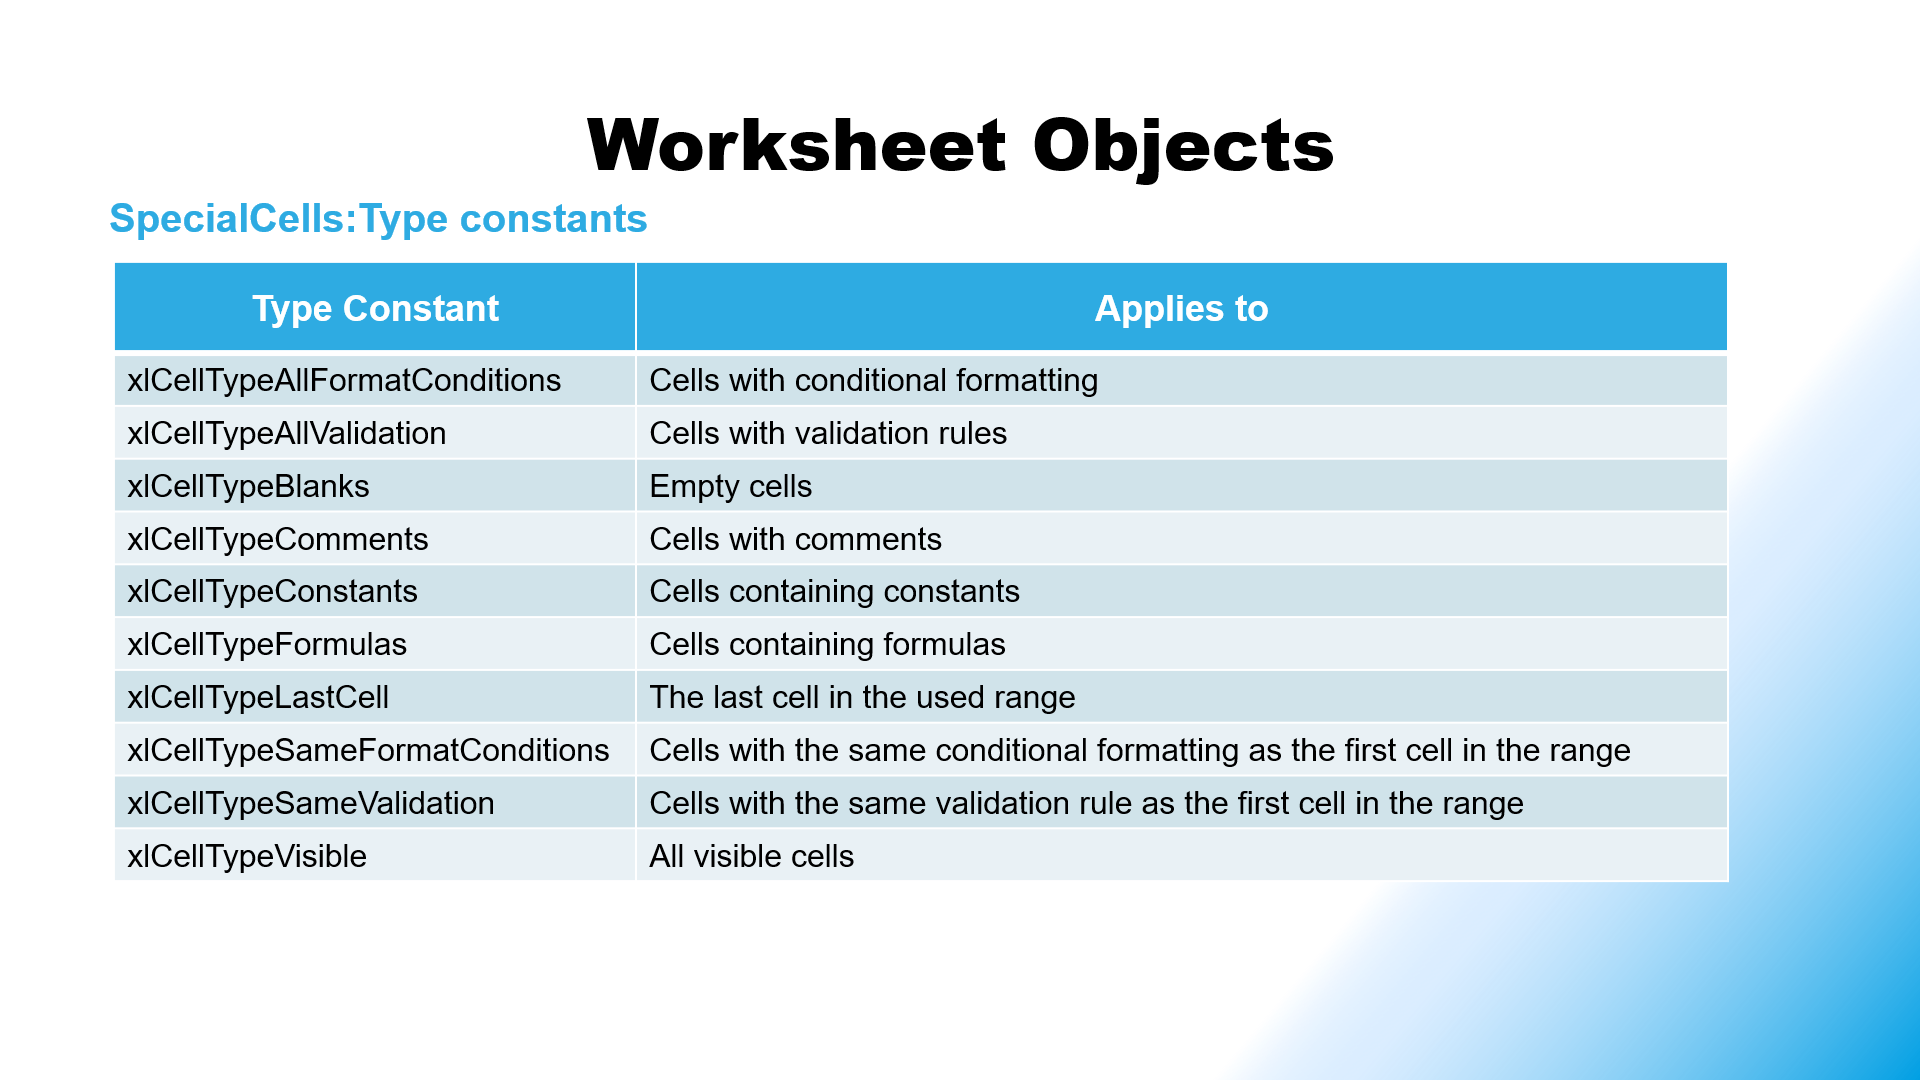 Worksheet Objects
SpecialCells:Type constants
Type Constant Applies to
xlCellTypeAllFormatConditions Cells with conditional formatting
xlCellTypeAllValidation Cells with validation rules
xlCellTypeBlanks Empty cells
xlCellTypeComments Cells with comments
xlCellTypeConstants Cells containing constants
xlCellTypeFormulas Cells containing formulas
xlCellTypeLastCell The last cell in the used range
xlCellTypeSameFormatConditions Cells with the same conditional formatting as the first cell in the range
xlCellTypeSameValidation Cells with the same validation rule as the first cell in the range
xlCellTypeVisible All visible cells